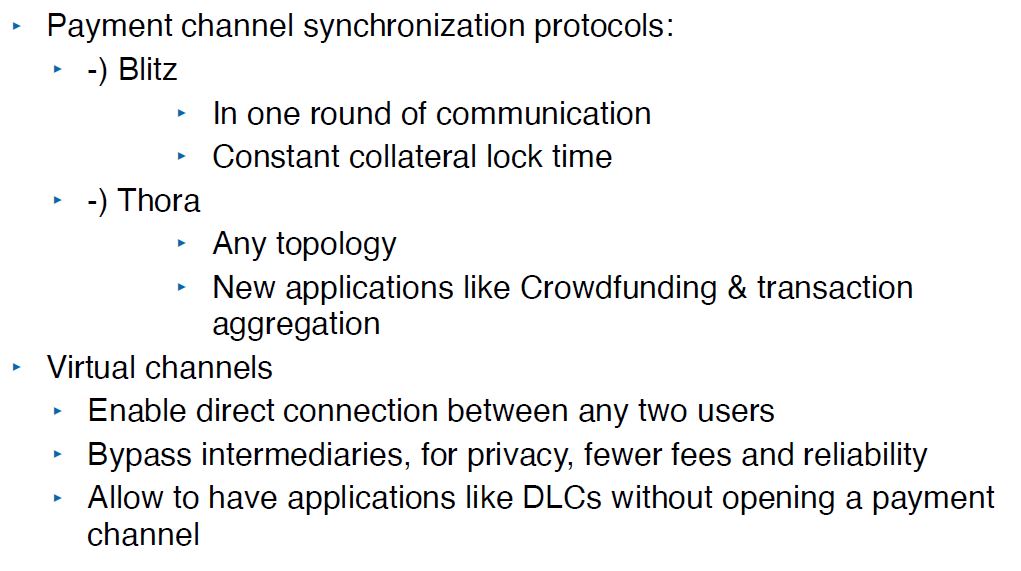 Payment channel synchronization protocols:
-) Blitz
In one round of communication
Constant collateral lock time
-) Thora
Any topology
New applications like Crowdfunding & transaction
aggregation
Virtual channels
Enable direct connection between any two users
Bypass intermediaries, for privacy, fewer fees and reliability
Allow to have applications like DLCs without opening a payment
channel